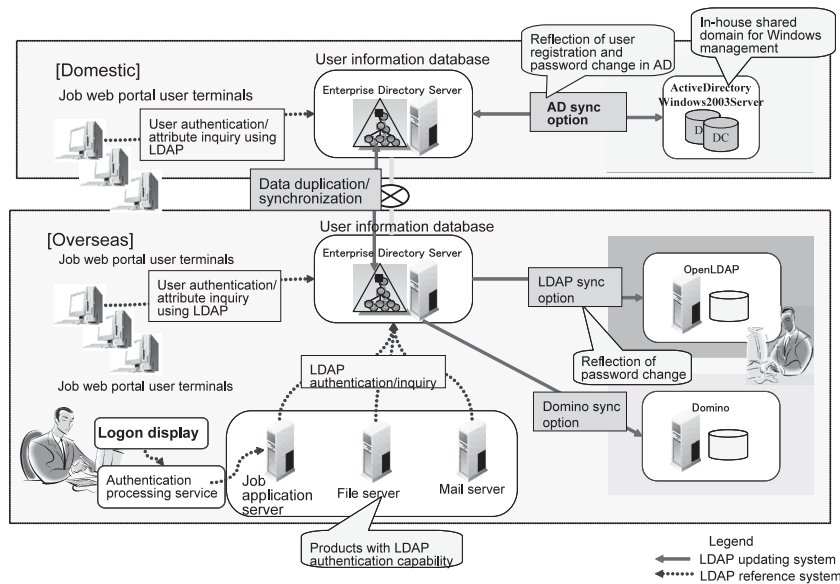 [Domestic]
Job web portal user terminals
User authentication/
attribute inquiry using
LDAP
User information database
Enterprise Directory Server
Reflection of user
registration and
password change in AD
AD sync
option
In-house shared
domain for Windows
management
ActiveDirectory
Windows2003Server
D
DC
Data duplication/
synchronization
[Overseas]
Job web portal user terminals
User authentication/
attribute inquiry
using LDAP
Job web portal user terminals
User information database
Enterprise Directory Server
LDAP sync
option
OpenLDAP
Reflection of
password change
Domino sync
option
Domino
LDAP
authentication/inquiry
Logon display
Authentication
processing service
Job
application
server
File server
Mail server
Products with LDAP
authentication capability
Legend
LDAP updating system
LDAP reference system